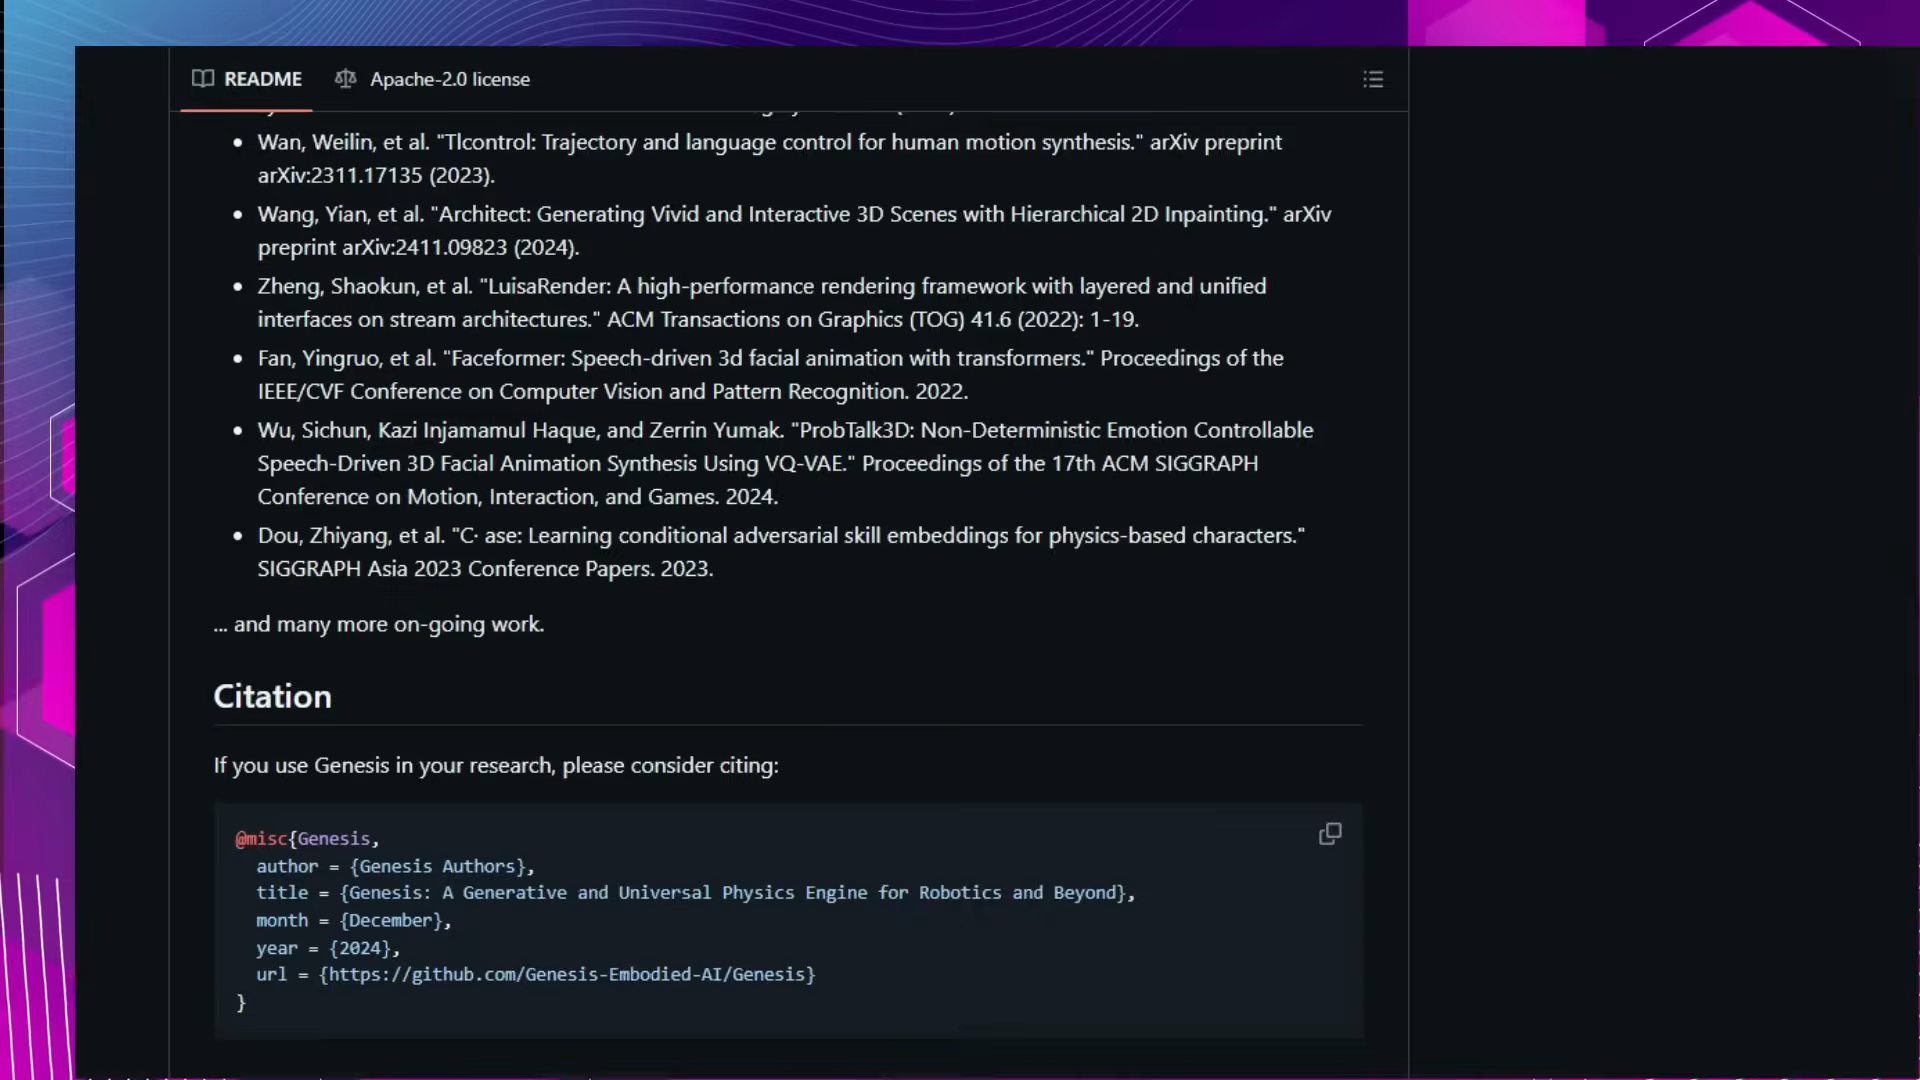 README
Apache-2.0 license
Wan, Weilin, et al. "Tlcontrol: Trajectory and language control for human motion synthesis." arXiv preprint
arXiv:2311.17135 (2023).
Wang, Yian, et al. "Architect: Generating Vivid and Interactive 3D Scenes with Hierarchical 2D Inpainting." arXiv
preprint arXiv:2411.09823 (2024).
Zheng, Shaokun, et al. "LuisaRender: A high-performance rendering framework with layered and unified
interfaces on stream architectures." ACM Transactions on Graphics (TOG) 41.6 (2022): 1-19.
Fan, Yingruo, et al. "Faceformer: Speech-driven 3d facial animation with transformers." Proceedings of the
IEEE/CVF Conference on Computer Vision and Pattern Recognition. 2022.
Wu, Sichun, Kazi Injamamul Haque, and Zerrin Yumak. "ProbTalk3D: Non-Deterministic Emotion Controllable
Speech-Driven 3D Facial Animation Synthesis Using VQ-VAE." Proceedings of the 17th ACM SIGGRAPH
Conference on Motion, Interaction, and Games. 2024.
Dou, Zhiyang, et al. "C· ase: Learning conditional adversarial skill embeddings for physics-based characters."
SIGGRAPH Asia 2023 Conference Papers. 2023.
... and many more on-going work.
Citation
If you use Genesis in your research, please consider citing:
@misc{Genesis,
author = {Genesis Authors},
title = {Genesis: A Generative and Universal Physics Engine for Robotics and Beyond},
month = {December},
year = {2024},
url = {https://github.com/Genesis-Embodied-AI/Genesis}
}